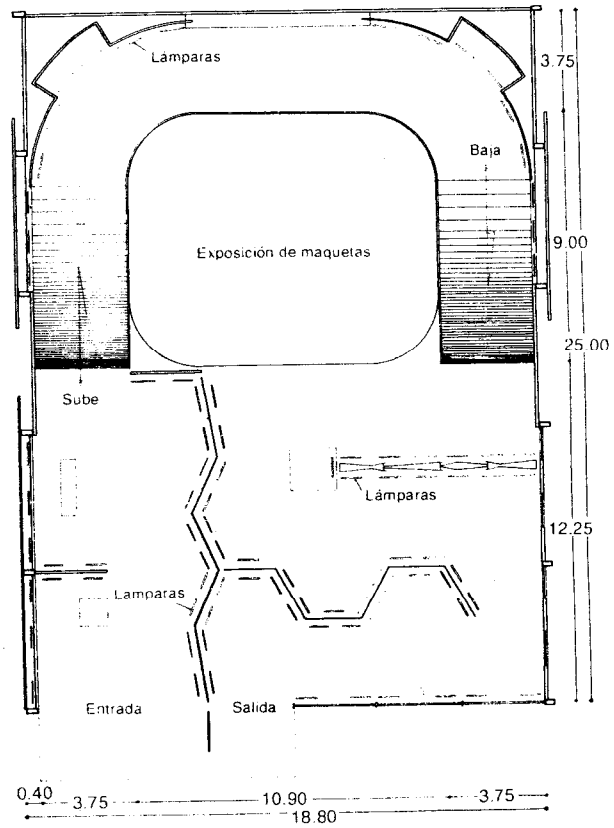 Lámparas
3.75
Baja
Exposición de maquetas
9.00
25.00
Sube
Lámparas
12.25
Lamparas
Entrada
Salida
0.40
3.75
10.90
3.75
18.80